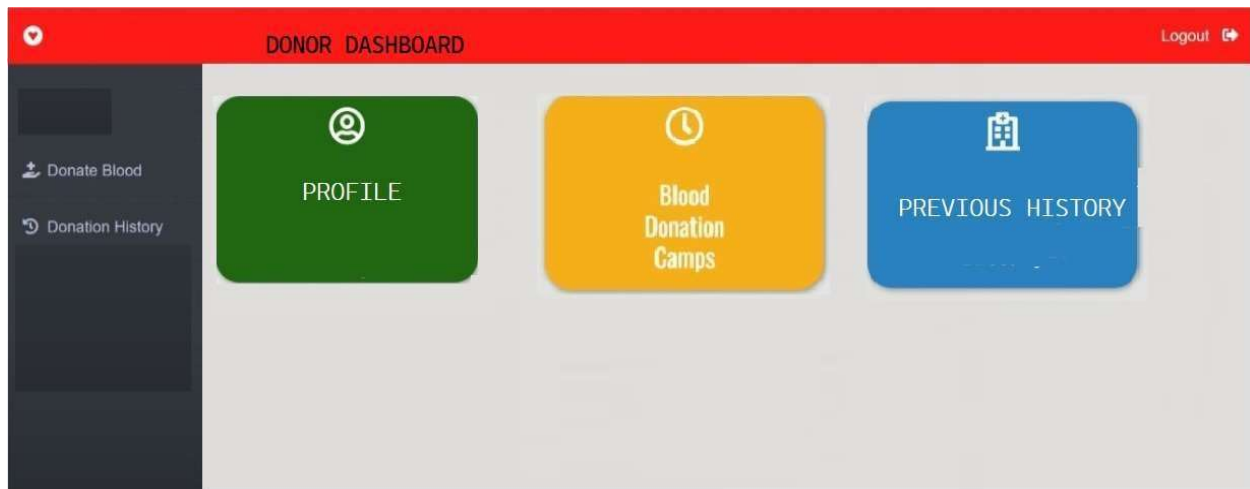 DONOR DASHBOARD
Logout
Donate Blood
Donation History
PROFILE
Blood
Donation
Camps
PREVIOUS HISTORY